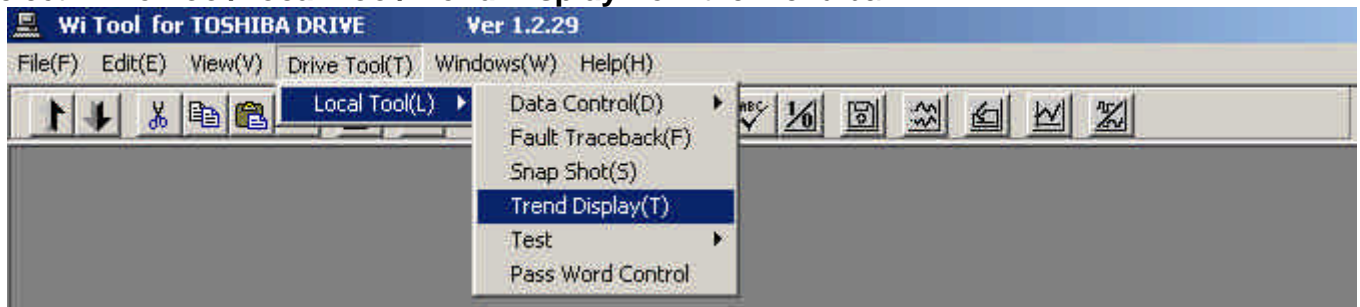 Wi Tool for TOSHIBA DRIVE Ver 1.2.29
File(F) Edit(E) View(V) Drive Tool(T) Windows(W) Help(H)
Local Tool(L)
Data Control(D)
Fault Traceback(F)
Snap Shot(S)
Trend Display(T)
Test
Pass Word Control
ABC
1/0